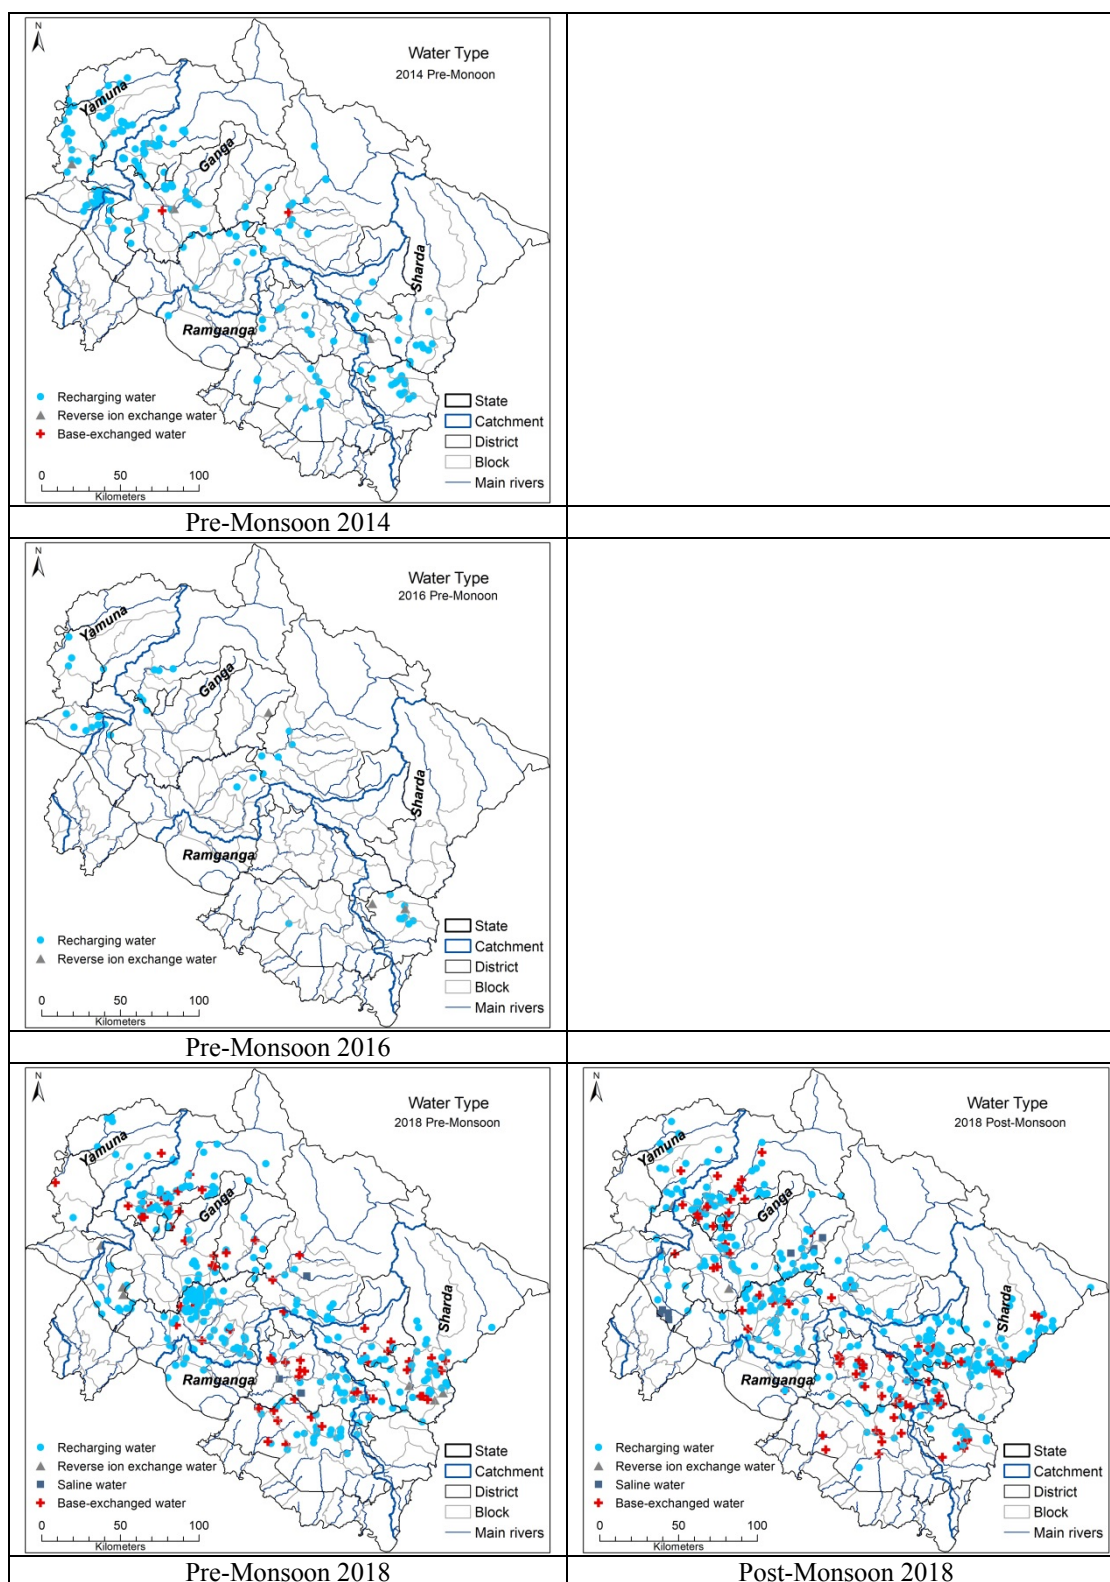 N
Water Type
2014 Pre-Monoon
Yamuna
Ganga
Sharda
Ramganga
Recharging water
Reverse ion exchange water
Base-exchanged water
State
Catchment
District
Block
Main rivers
0 50 100
Kilometers
Pre-Monsoon 2014
N
Water Type
2016 Pre-Monsoon
Yamuna
Ganga
Sharda
Ramganga
Recharging water
Reverse ion exchange water
State
Catchment
District
Block
Main rivers
0 50 100
Kilometers
Pre-Monsoon 2016
N
Water Type
2018 Pre-Monsoon
Yamuna
Ganga
Sharda
Ramganga
Recharging water
Reverse ion exchange water
Saline water
Base-exchanged water
State
Catchment
District
Block
Main rivers
0 50 100
Kilometers
Pre-Monsoon 2018
N
Water Type
2018 Post-Monsoon
Yamuna
Ganga
Sharda
Ramganga
Recharging water
Reverse ion exchange water
Saline water
Base-exchanged water
State
Catchment
District
Block
Main rivers
0 50 100
Kilometers
Post-Monsoon 2018